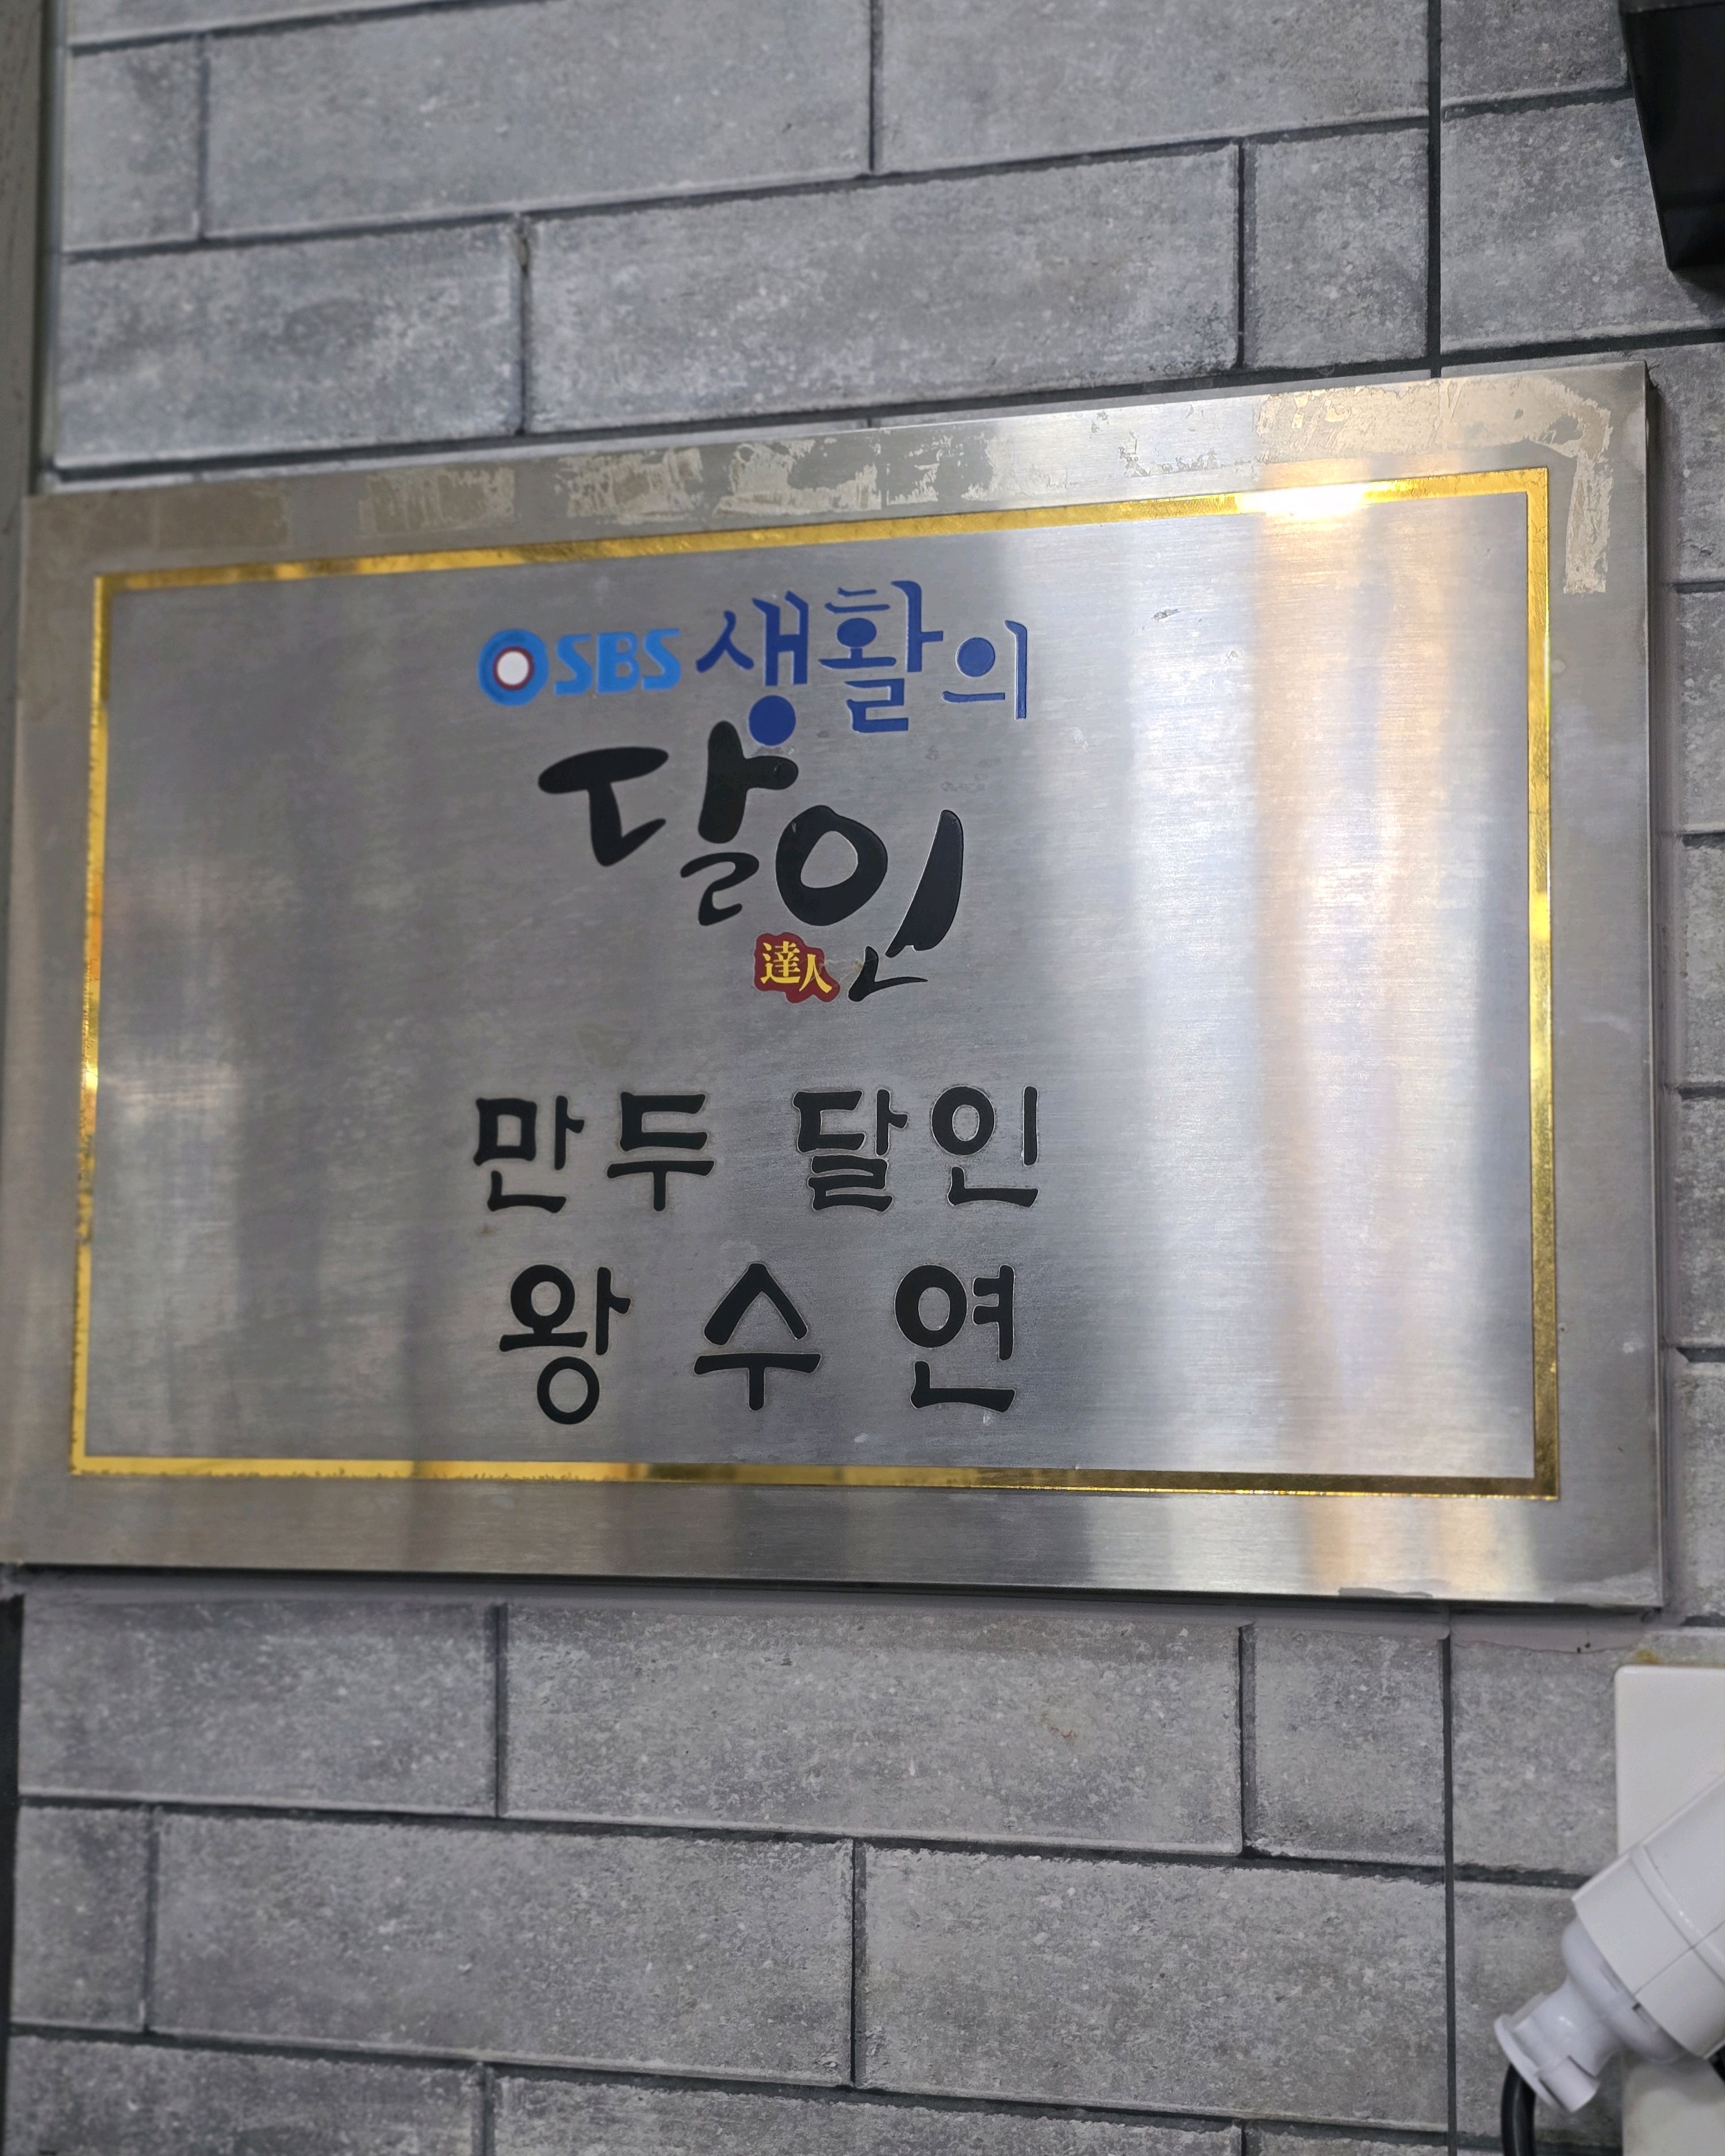 SBS 생활의
달인
達人
만두 달인
왕수연